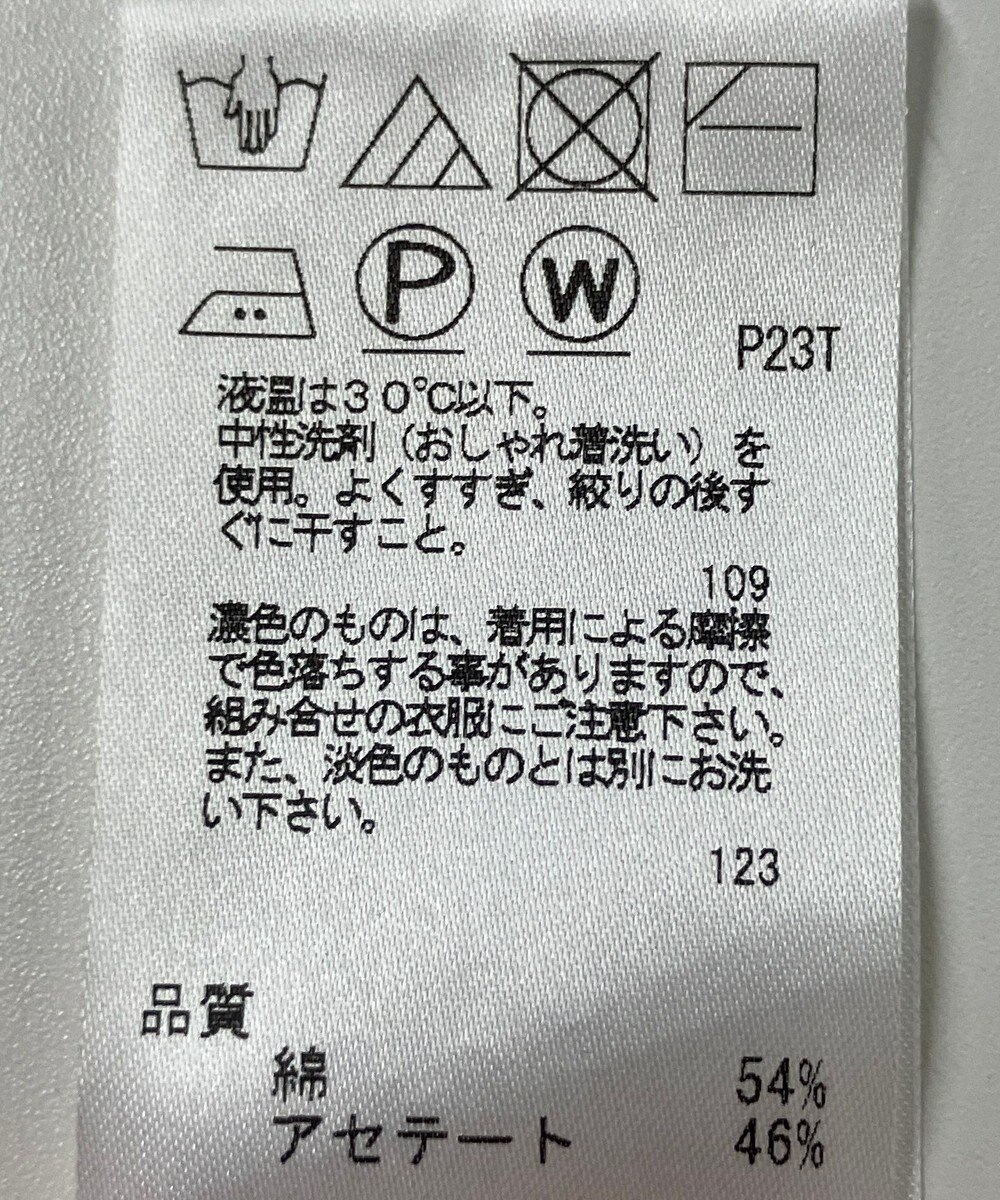 P W
P23T
液温は30℃以下。
中性洗剤（おしゃれ着洗い）を
使用。よくすすぎ、絞りの後す
ぐに干すこと。
109
濃色のものは、着用による摩擦
で色落ちする事がありますので、
組み合せの衣服にご注意下さい。
また、淡色のものとは別にお洗
い下さい。
123
品質
綿 54%
アセテート 46%